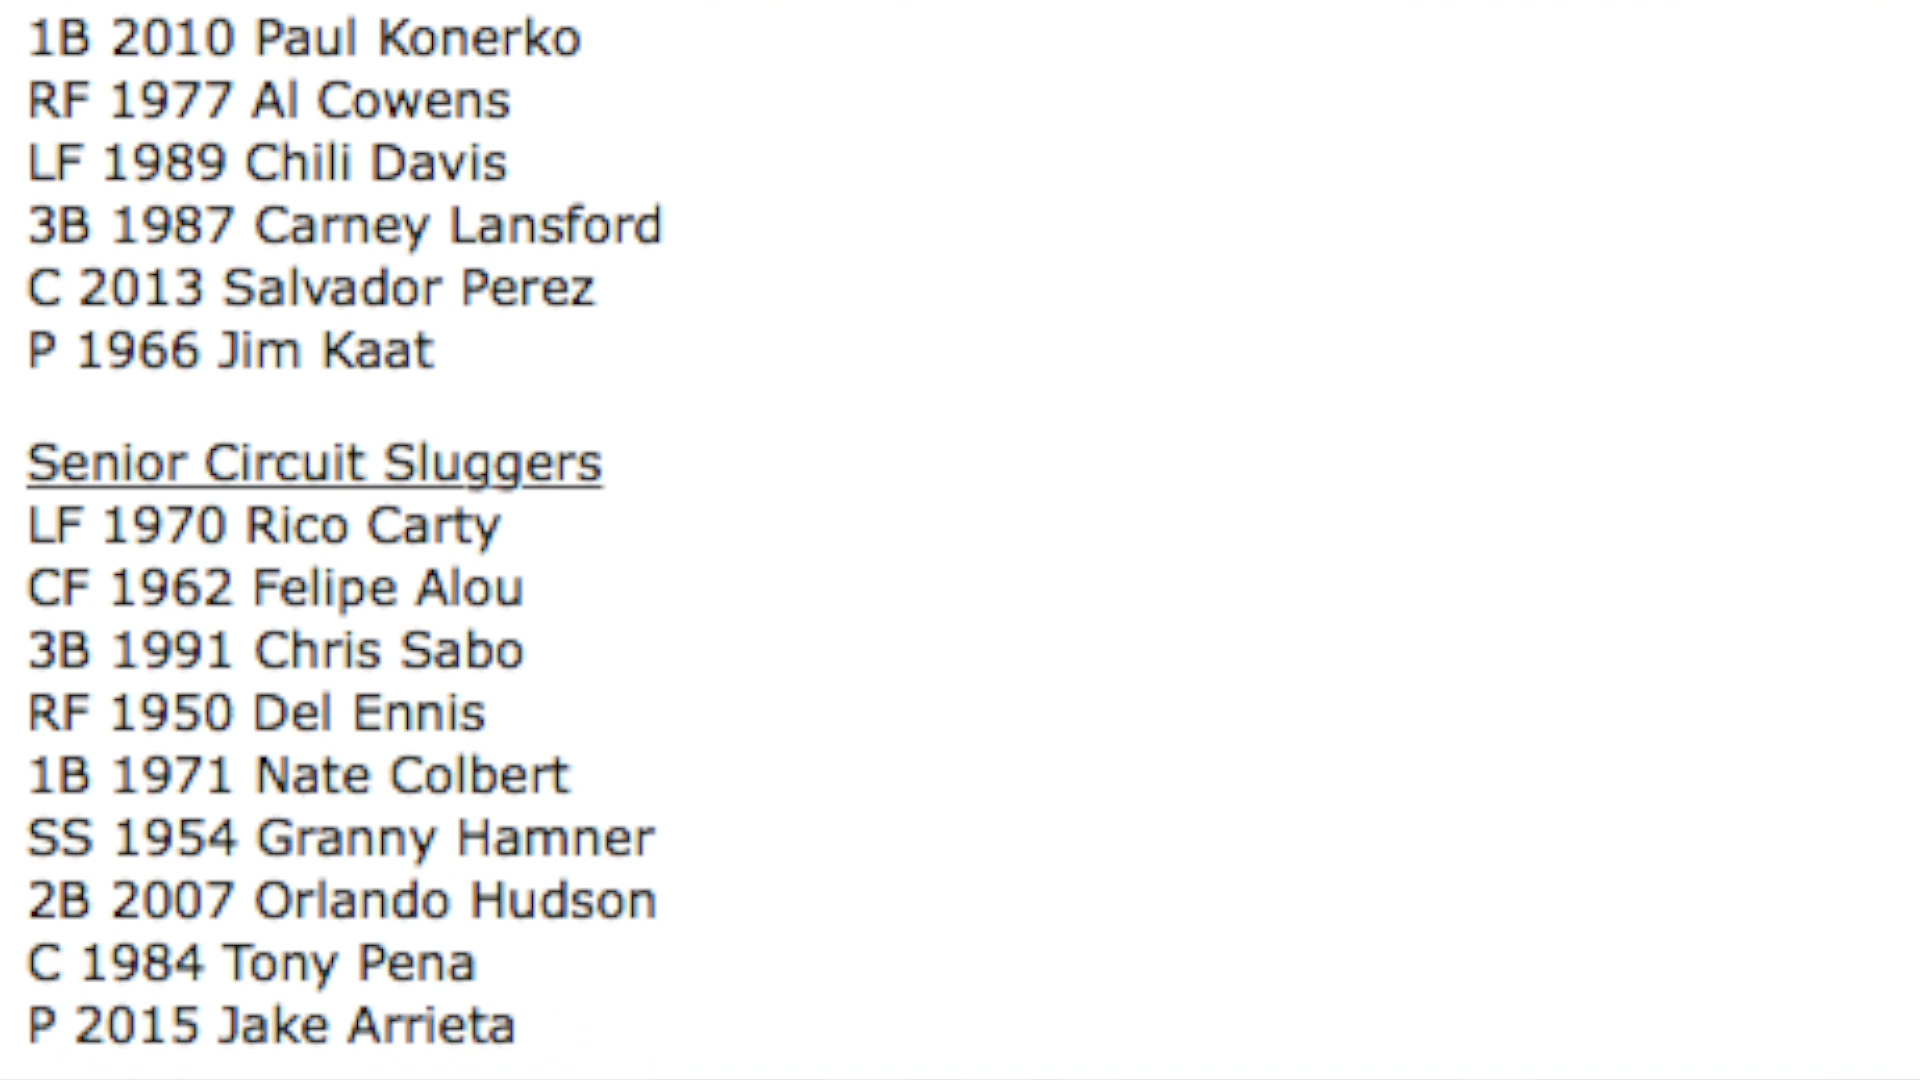 1B 2010 Paul Konerko
RF 1977 Al Cowens
LF 1989 Chili Davis
3B 1987 Carney Lansford
C 2013 Salvador Perez
P 1966 Jim Kaat
Senior Circuit Sluggers
LF 1970 Rico Carty
CF 1962 Felipe Alou
3B 1991 Chris Sabo
RF 1950 Del Ennis
1B 1971 Nate Colbert
SS 1954 Granny Hamner
2B 2007 Orlando Hudson
C 1984 Tony Pena
P 2015 Jake Arrieta